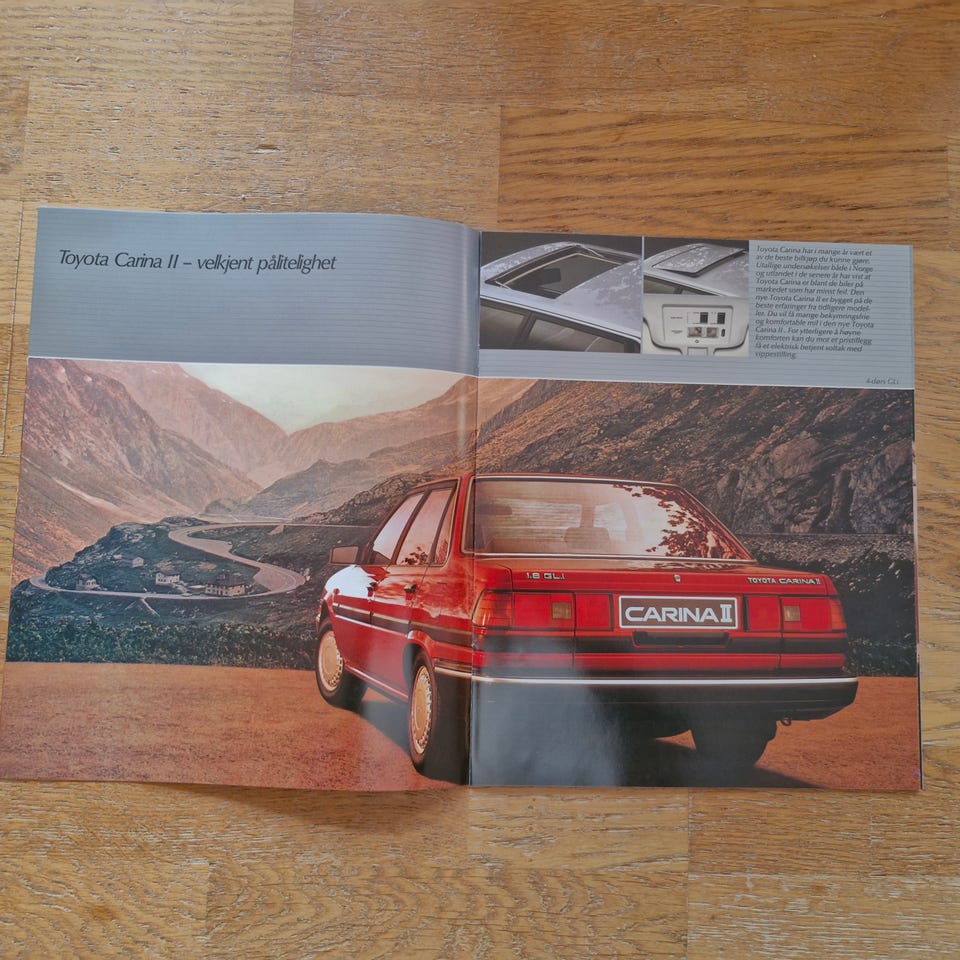 Toyota Carina II – velkjent pålitelighet
Toyota Carina har i mange år vært et
av de beste bilkjøp du kunne gjøre.
Utallige undersøkelser både i Norge
og utlandet i de senere år har vist at
Toyota Carina er blant de biler på
markedet som har minst feil. Den
nye Toyota Carina II er bygget på de
beste erfaringer fra tidligere model-
ler. Du vil få mange bekymringsfrie
og komfortable mil i den nye Toyota
Carina II. For ytterligere å høyne
komforten kan du mot et pristillegg
få et elektrisk betjent soltak med
vippestilling.
4-dørs GLi
1.6 GLi
TOYOTA CARINA II
CARINA II